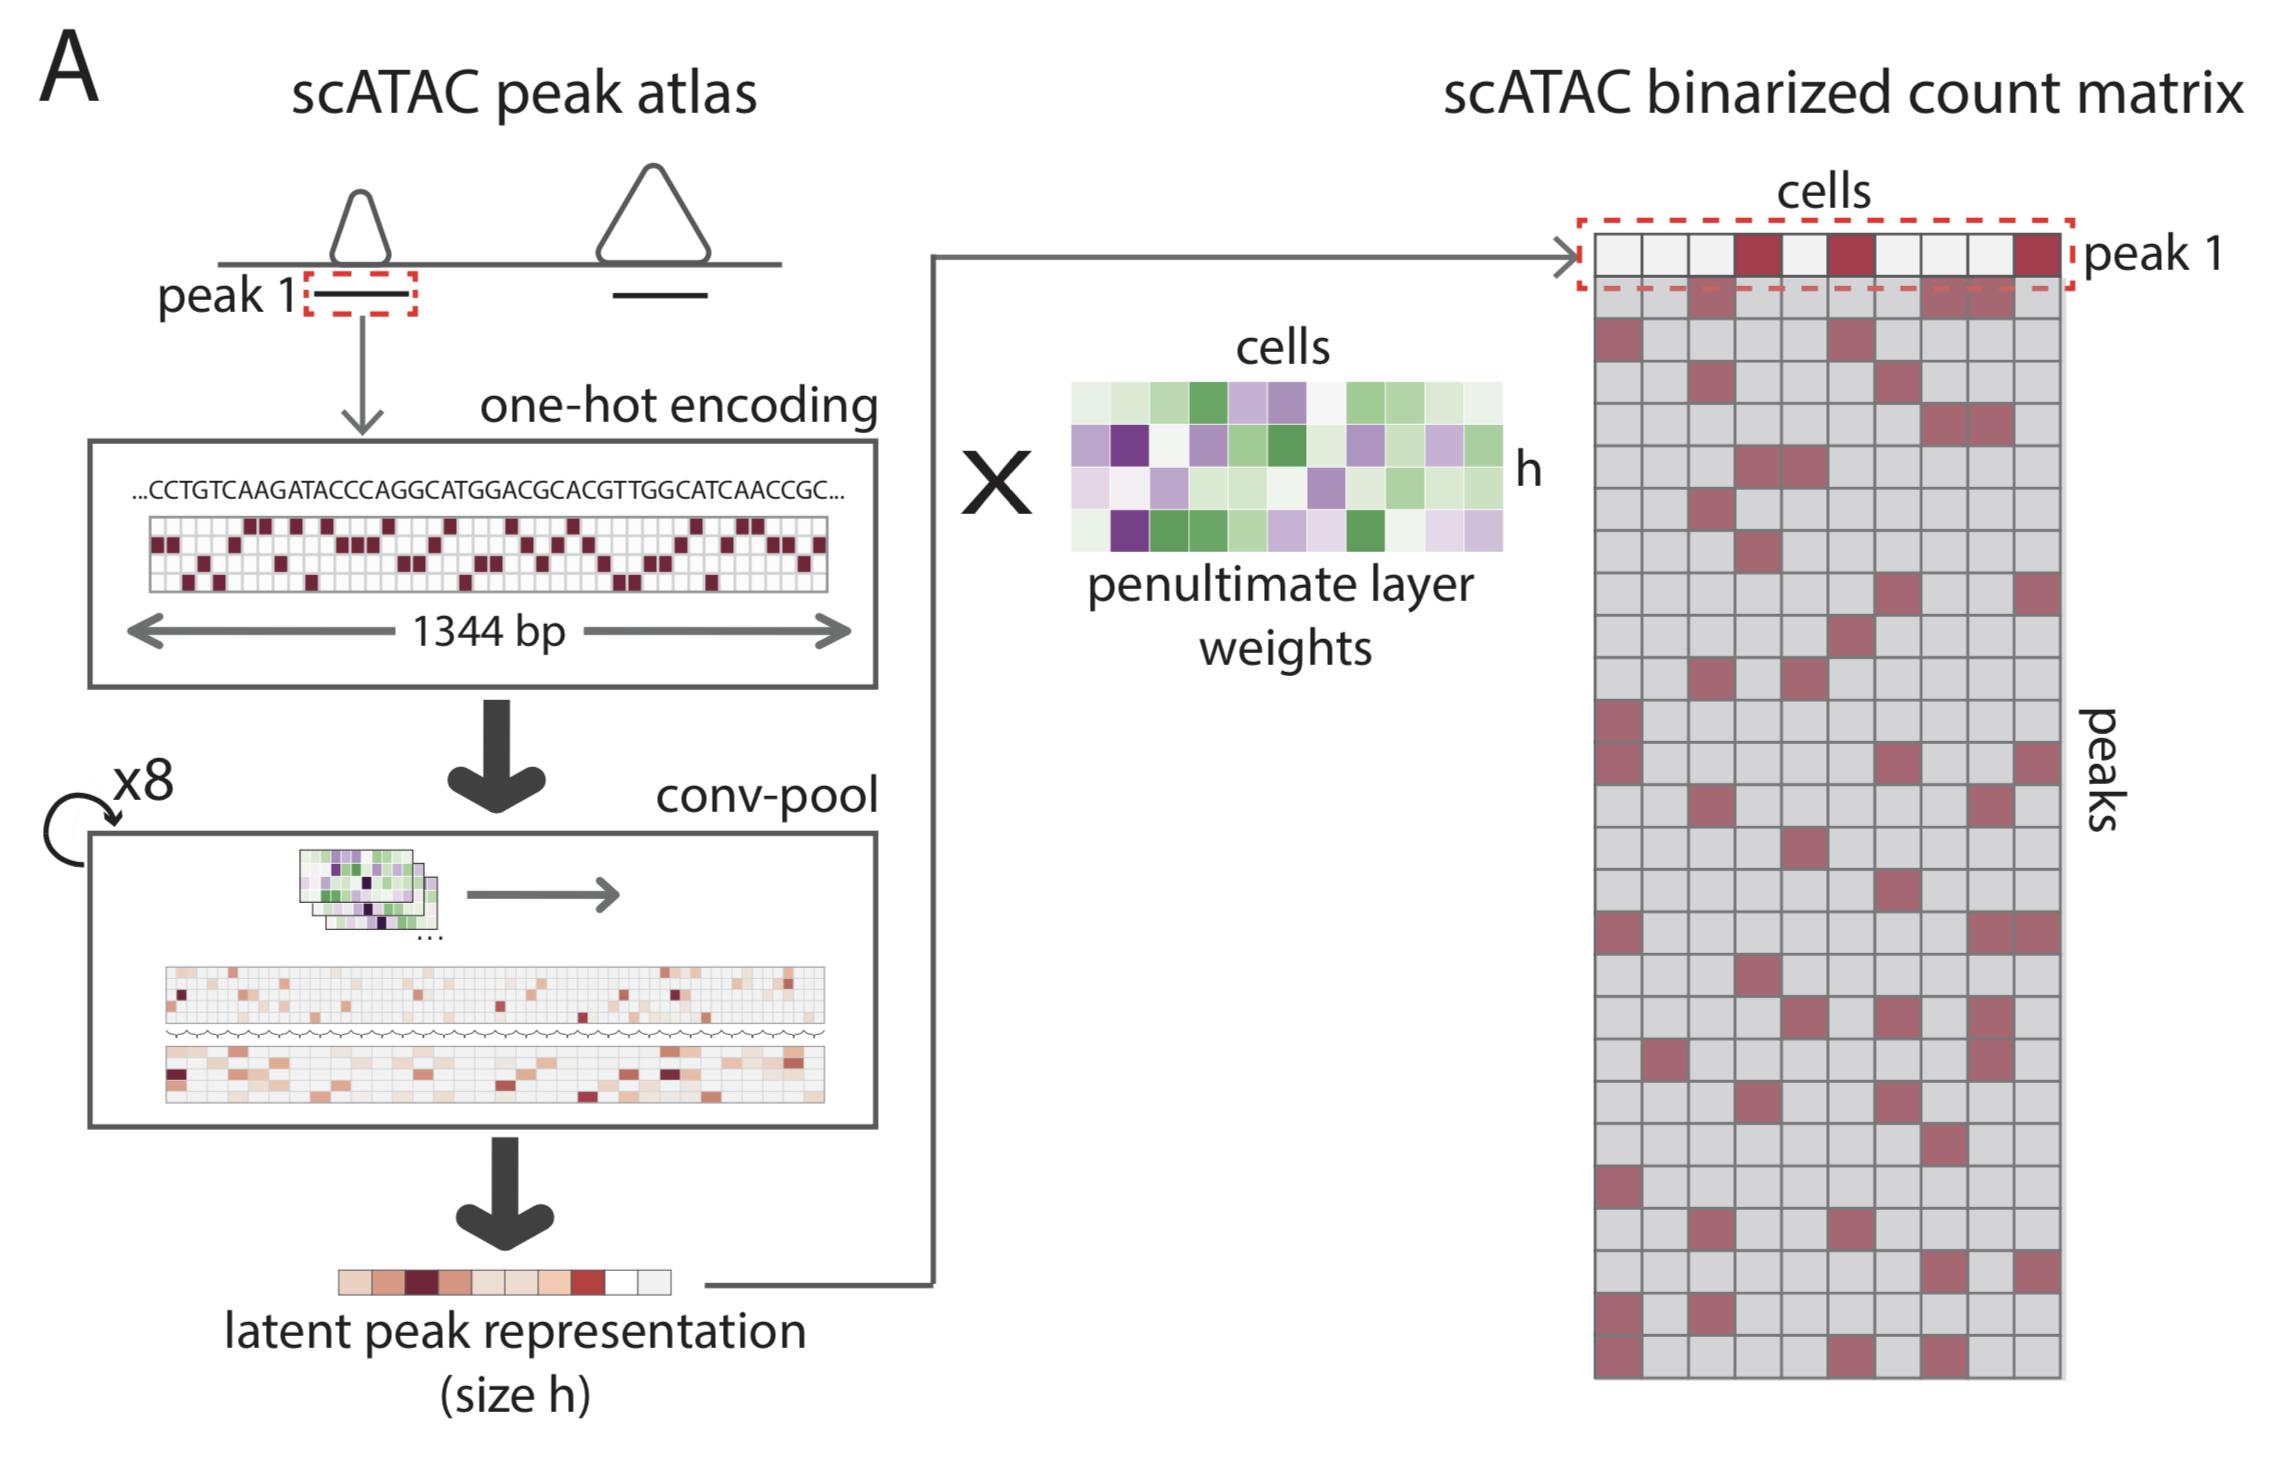 A
scATAC peak atlas
peak 1
one-hot encoding
...CCTGTCAAGATACCCAGGCATGGACGCACGTTGGCATCAACCGC...
1344 bp
x8
conv-pool
...
latent peak representation
(size h)
X
cells
h
penultimate layer
weights
scATAC binarized count matrix
cells
peak 1
peaks